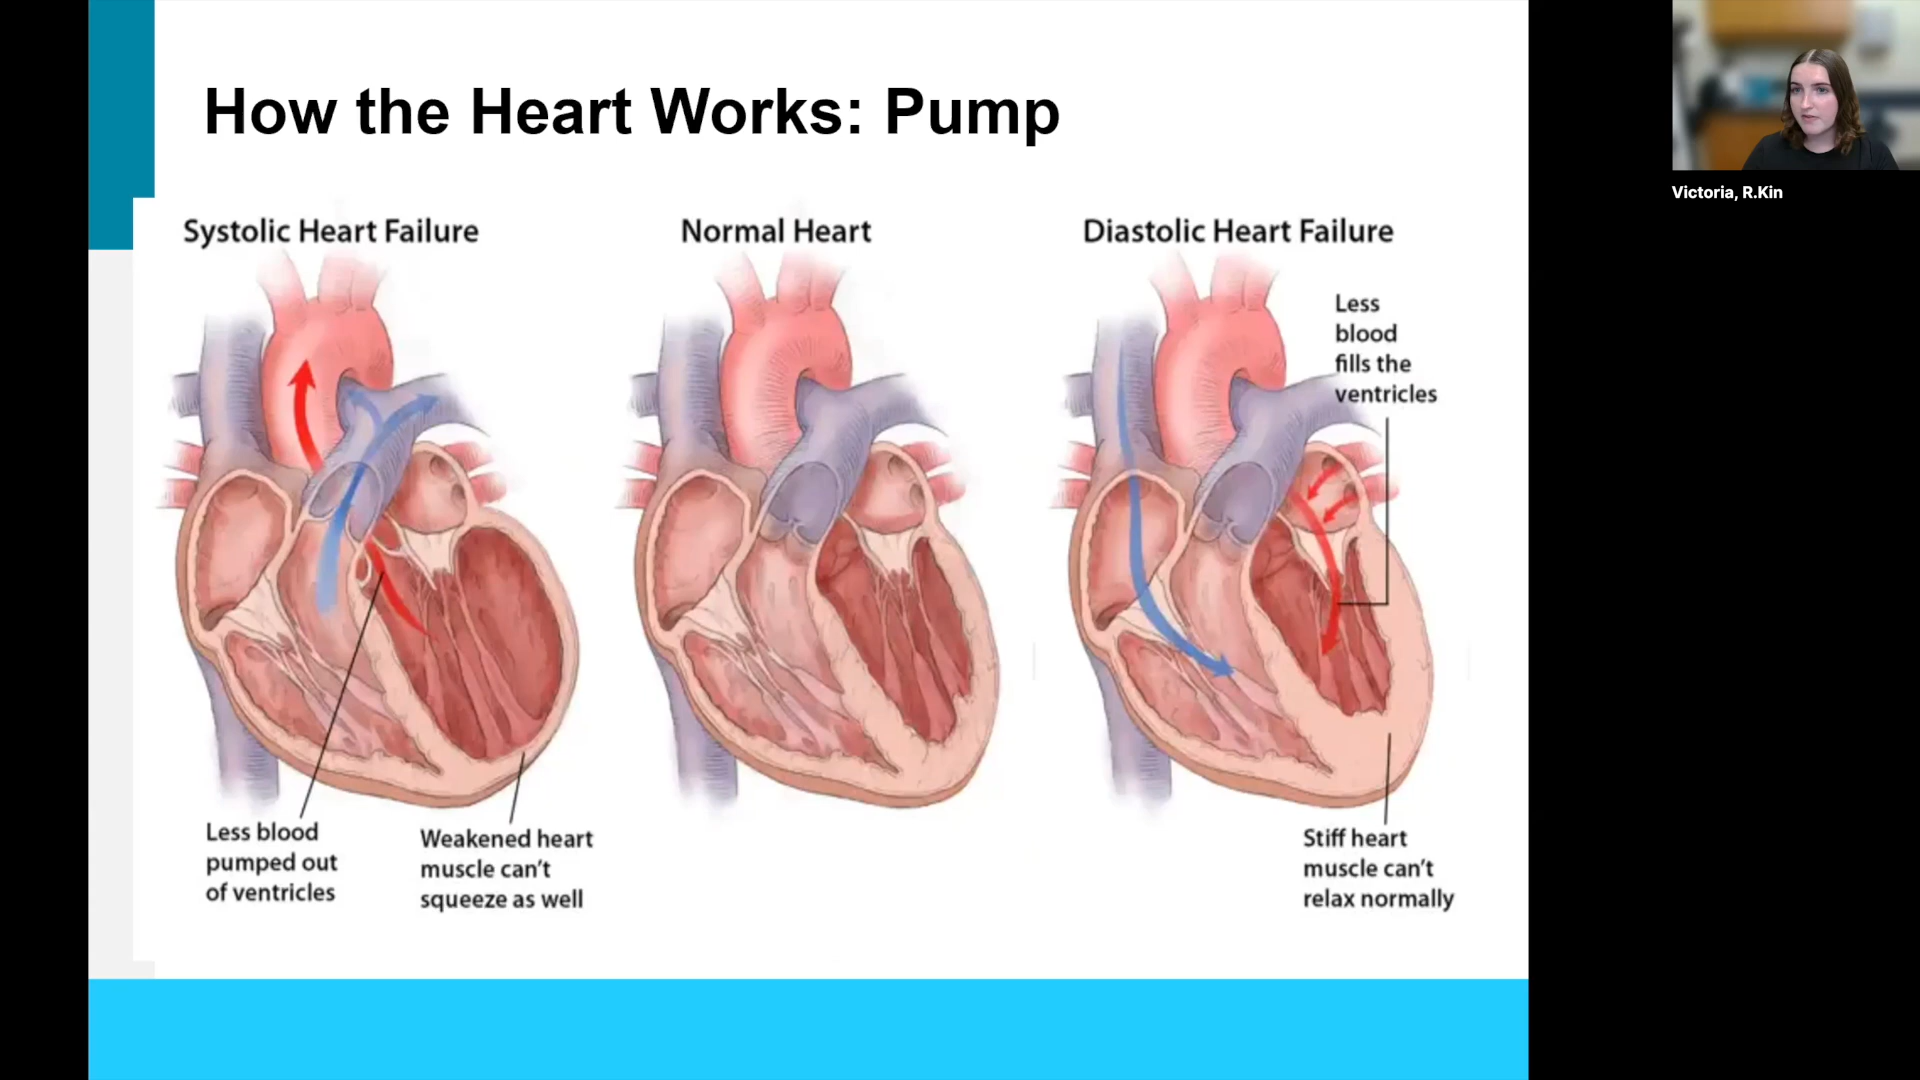 How the Heart Works: Pump
Victoria, R.Kin
Systolic Heart Failure
Normal Heart
Diastolic Heart Failure
Less
blood
fills the
ventricles
Less blood
pumped out
of ventricles
Weakened heart
muscle can't
squeeze as well
Stiff heart
muscle can't
relax normally